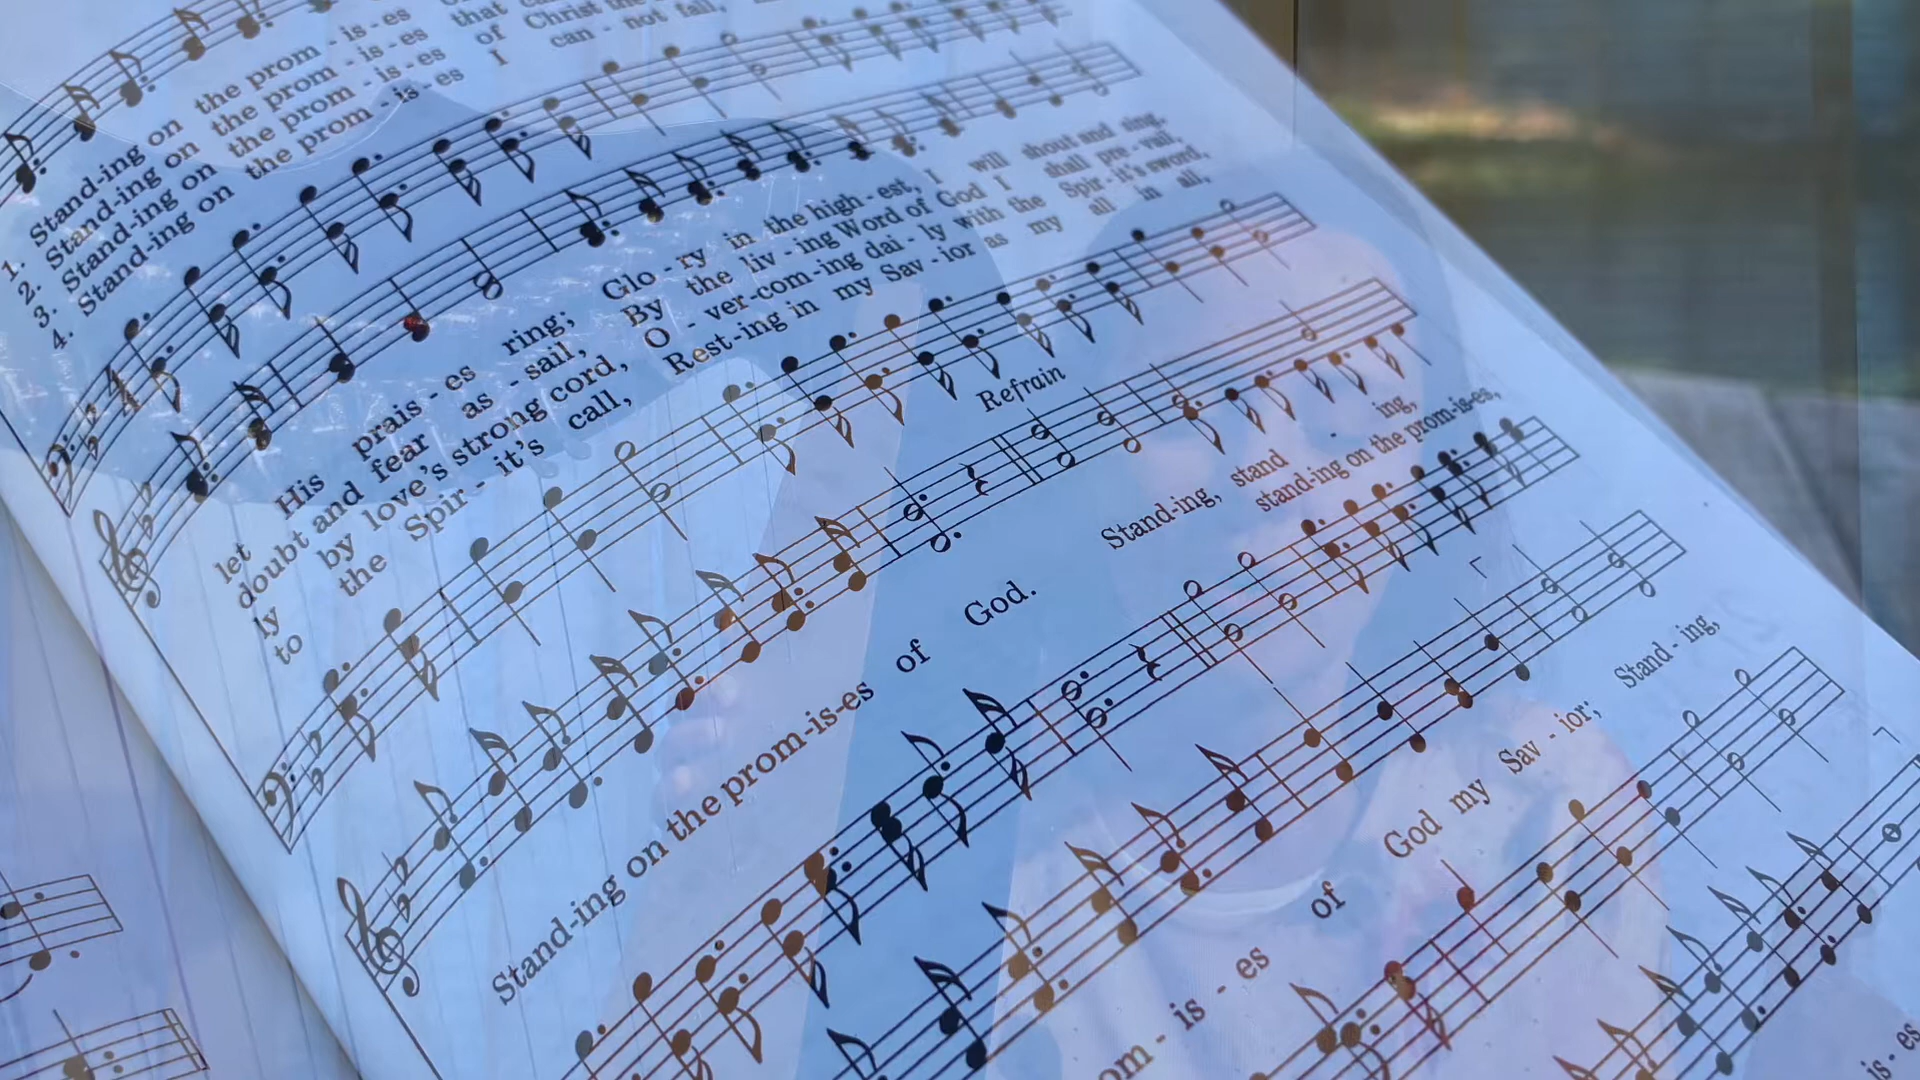 1. Stand-ing on the prom - is - es
2. Stand-ing on the prom - is - es that
3. Stand-ing on the prom - is - es of Christ the
4. Stand-ing on the prom - is - es I can - not fall,
let His prais - es ring; Glo - ry in the high - est, I will shout and sing,
doubt and fear as - sail, By the liv - ing Word of God I shall pre - vail,
ly by love's strong cord, O - ver-com-ing dai - ly with the Spir - it's sword,
to the Spir - it's call, Rest-ing in my Sav - ior as my all in all,
Refrain
Stand-ing on the prom-is-es of God. Stand-ing, stand - ing,
stand-ing on the prom-is-es,
om - is - es of God my Sav - ior; Stand - ing,
is - es